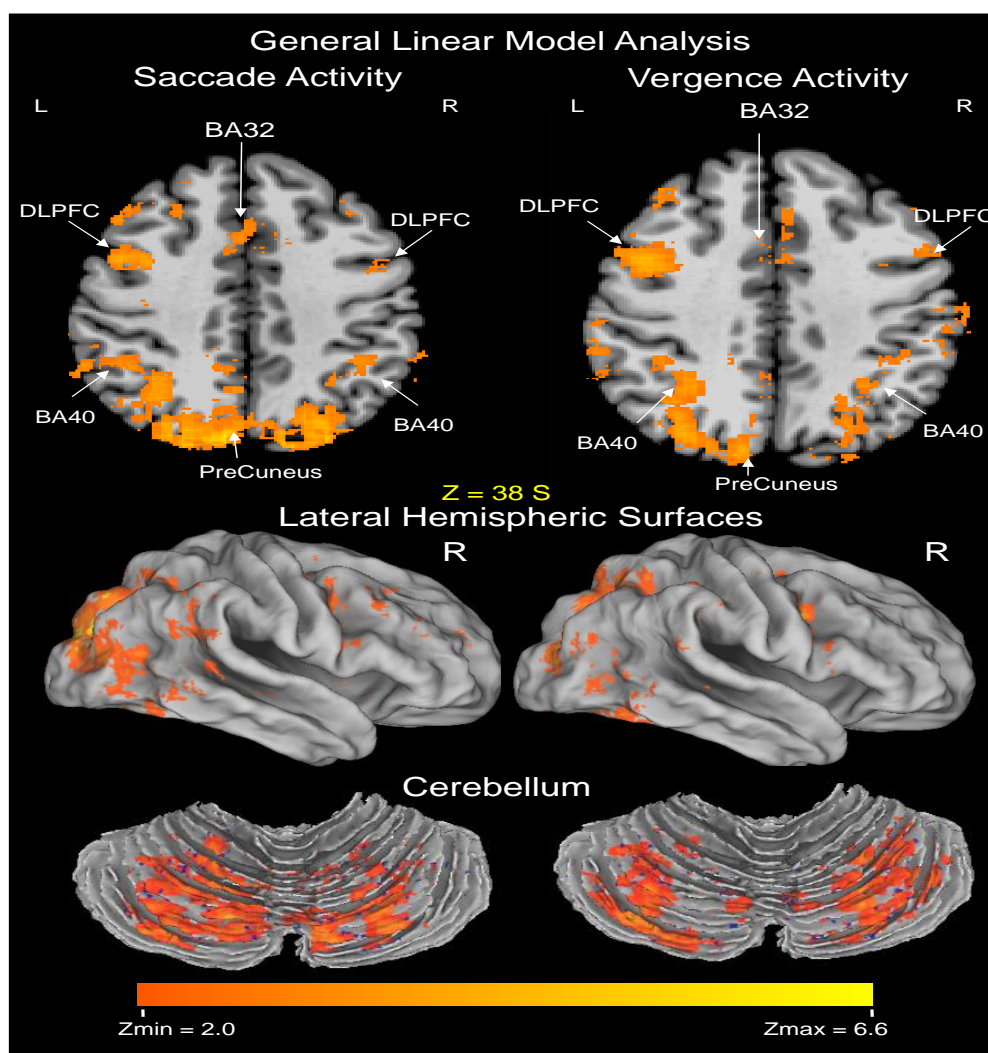 General Linear Model Analysis
Saccade Activity
Vergence Activity
L
R
L
R
BA32
BA32
DLPFC
DLPFC
DLPFC
DLPFC
BA40
BA40
BA40
BA40
PreCuneus
PreCuneus
Z = 38 S
Lateral Hemispheric Surfaces
R
R
Cerebellum
Zmin = 2.0
Zmax = 6.6